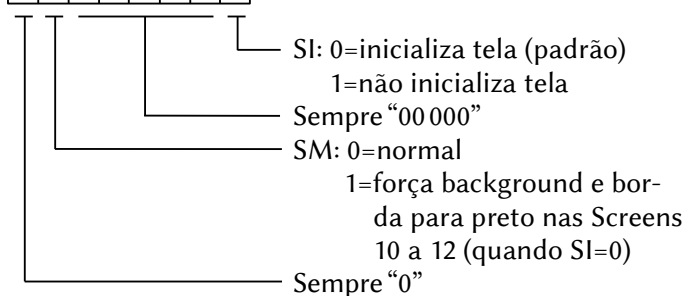 SI: 0=inicializa tela (padrão)
1=não inicializa tela
Sempre “00 000”
SM: 0=normal
1=força background e bor-
da para preto nas Screens
10 a 12 (quando SI=0)
Sempre “0”